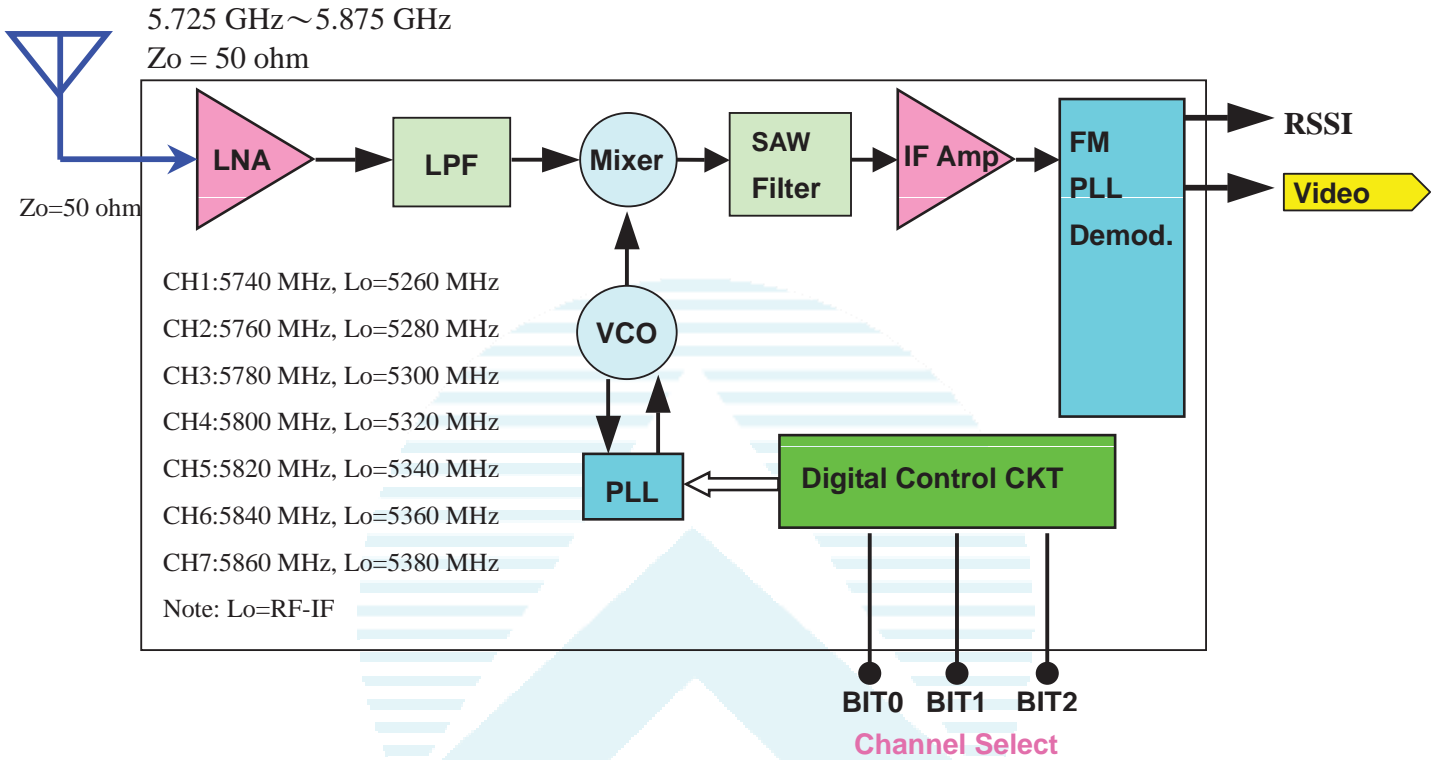 5.725 GHz～5.875 GHz
Zo = 50 ohm
LNA
LPF
Mixer
SAW
Filter
IF Amp
FM
PLL
Demod.
RSSI
Video
Zo=50 ohm
CH1:5740 MHz, Lo=5260 MHz
CH2:5760 MHz, Lo=5280 MHz
CH3:5780 MHz, Lo=5300 MHz
CH4:5800 MHz, Lo=5320 MHz
CH5:5820 MHz, Lo=5340 MHz
CH6:5840 MHz, Lo=5360 MHz
CH7:5860 MHz, Lo=5380 MHz
Note: Lo=RF-IF
VCO
PLL
Digital Control CKT
BIT0 BIT1 BIT2
Channel Select